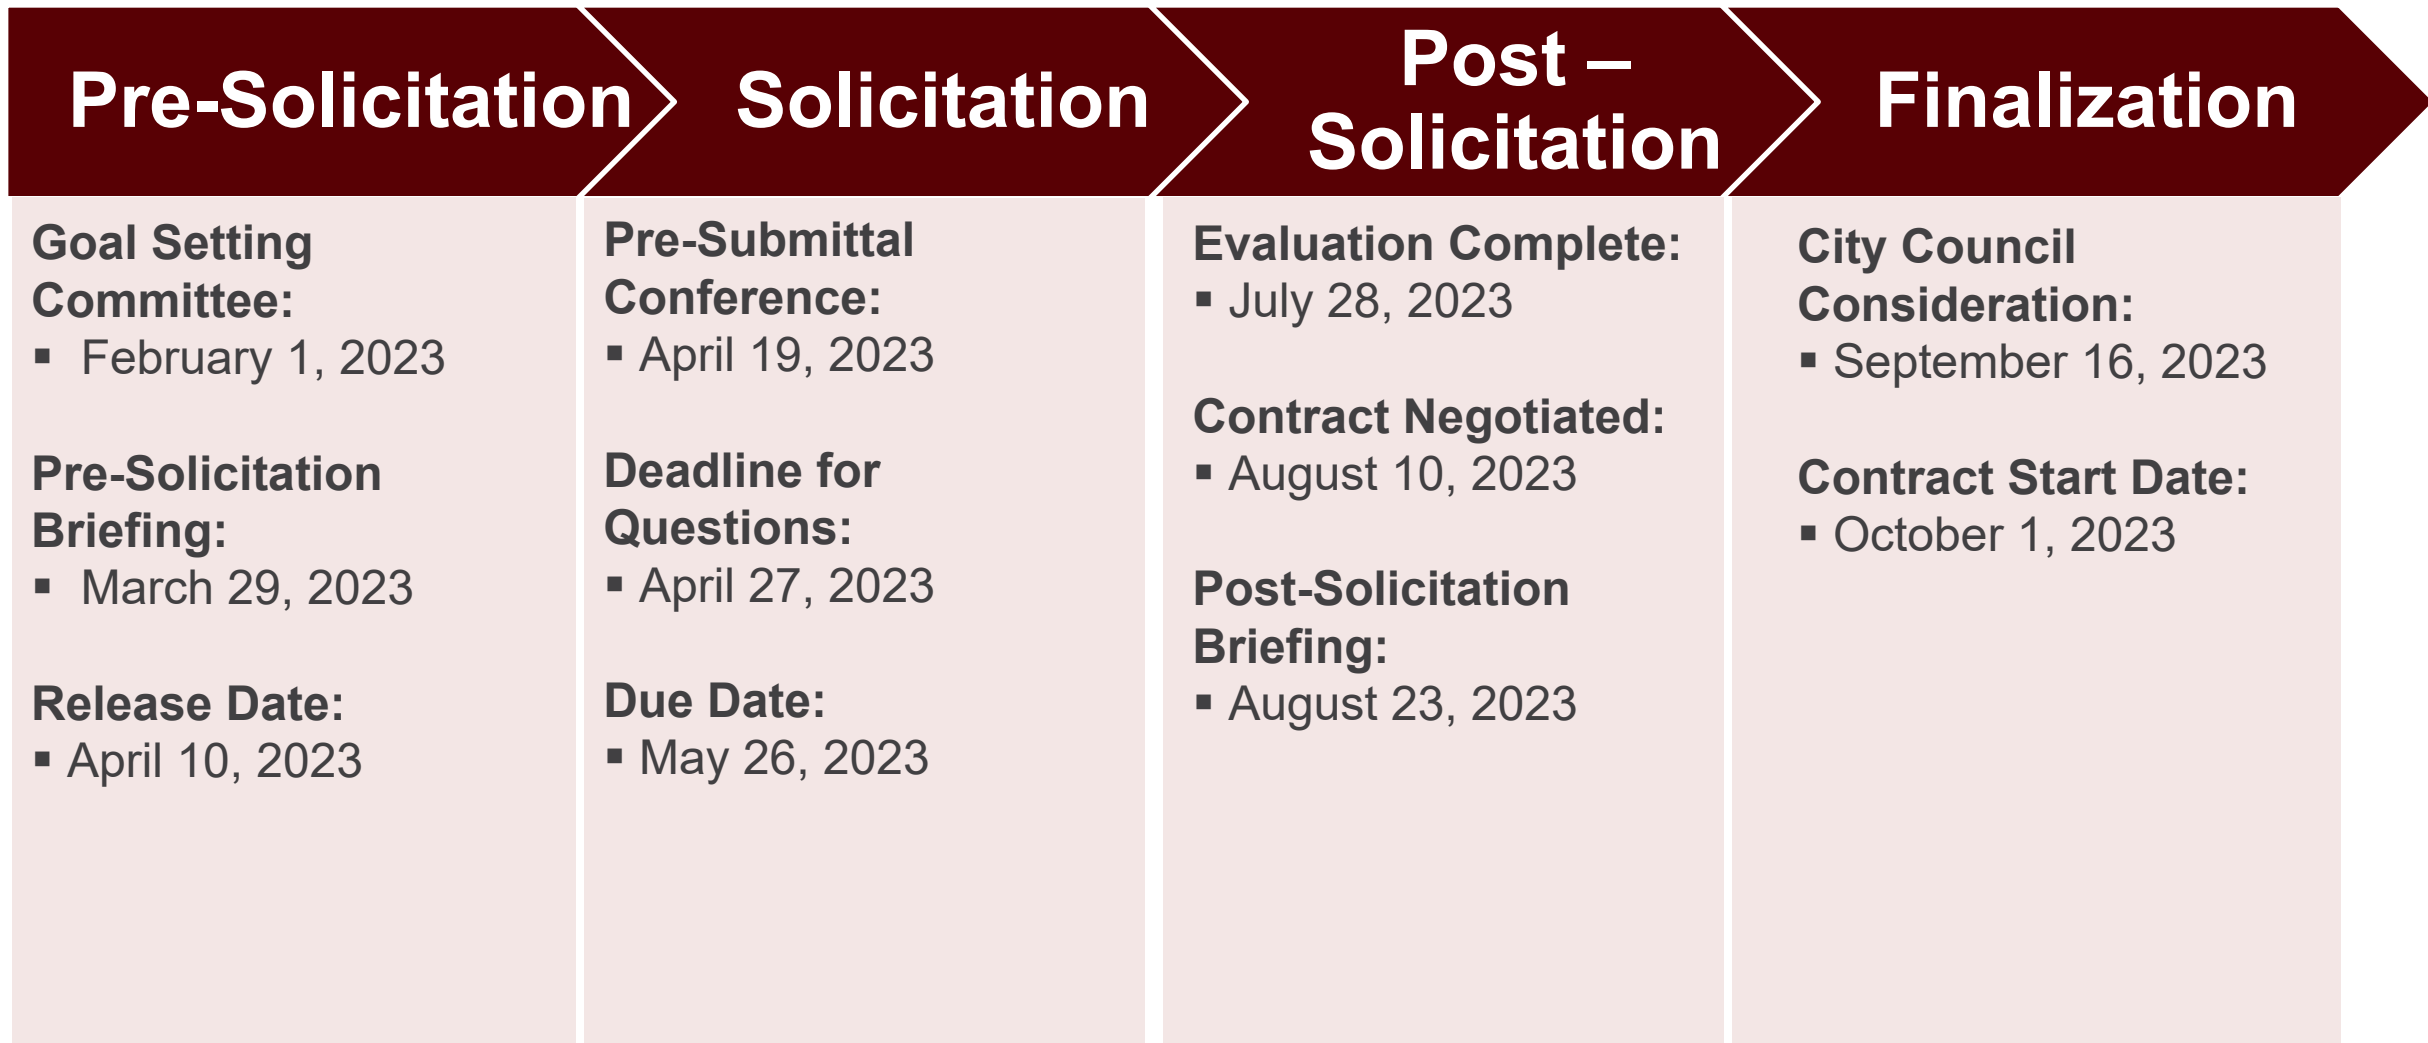 Pre-Solicitation
Solicitation
Post –
Solicitation
Finalization
Goal Setting
Committee:
▪ February 1, 2023
Pre-Solicitation
Briefing:
▪ March 29, 2023
Release Date:
▪ April 10, 2023
Pre-Submittal
Conference:
▪ April 19, 2023
Deadline for
Questions:
▪ April 27, 2023
Due Date:
▪ May 26, 2023
Evaluation Complete:
▪ July 28, 2023
Contract Negotiated:
▪ August 10, 2023
Post-Solicitation
Briefing:
▪ August 23, 2023
City Council
Consideration:
▪ September 16, 2023
Contract Start Date:
▪ October 1, 2023